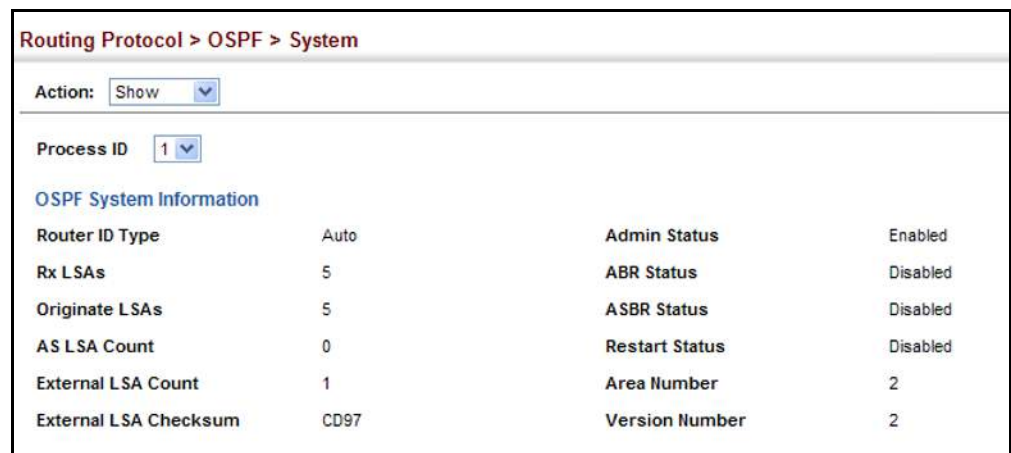 Routing Protocol > OSPF > System
Action: Show
Process ID 1
OSPF System Information
Router ID Type Auto Admin Status Enabled
Rx LSAs 5 ABR Status Disabled
Originate LSAs 5 ASBR Status Disabled
AS LSA Count 0 Restart Status Disabled
External LSA Count 1 Area Number 2
External LSA Checksum CD97 Version Number 2